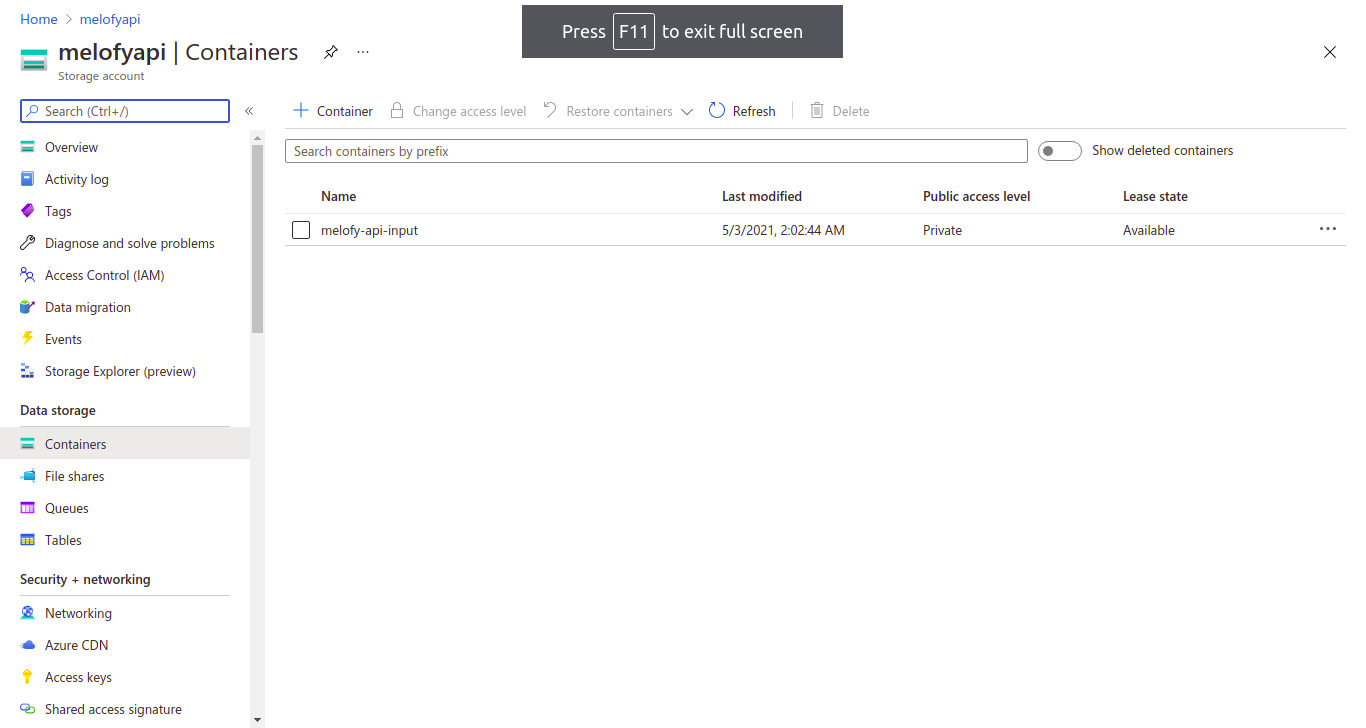 Home > melofyapi
Press F11 to exit full screen
melofyapi | Containers ...
Storage account
Search (Ctrl+/) «
Overview
Activity log
Tags
Diagnose and solve problems
Access Control (IAM)
Data migration
Events
Storage Explorer (preview)
Data storage
Containers
File shares
Queues
Tables
Security + networking
Networking
Azure CDN
Access keys
Shared access signature
+ Container Change access level Restore containers Refresh | Delete
Search containers by prefix Show deleted containers
Name Last modified Public access level Lease state
melofy-api-input 5/3/2021, 2:02:44 AM Private Available ...